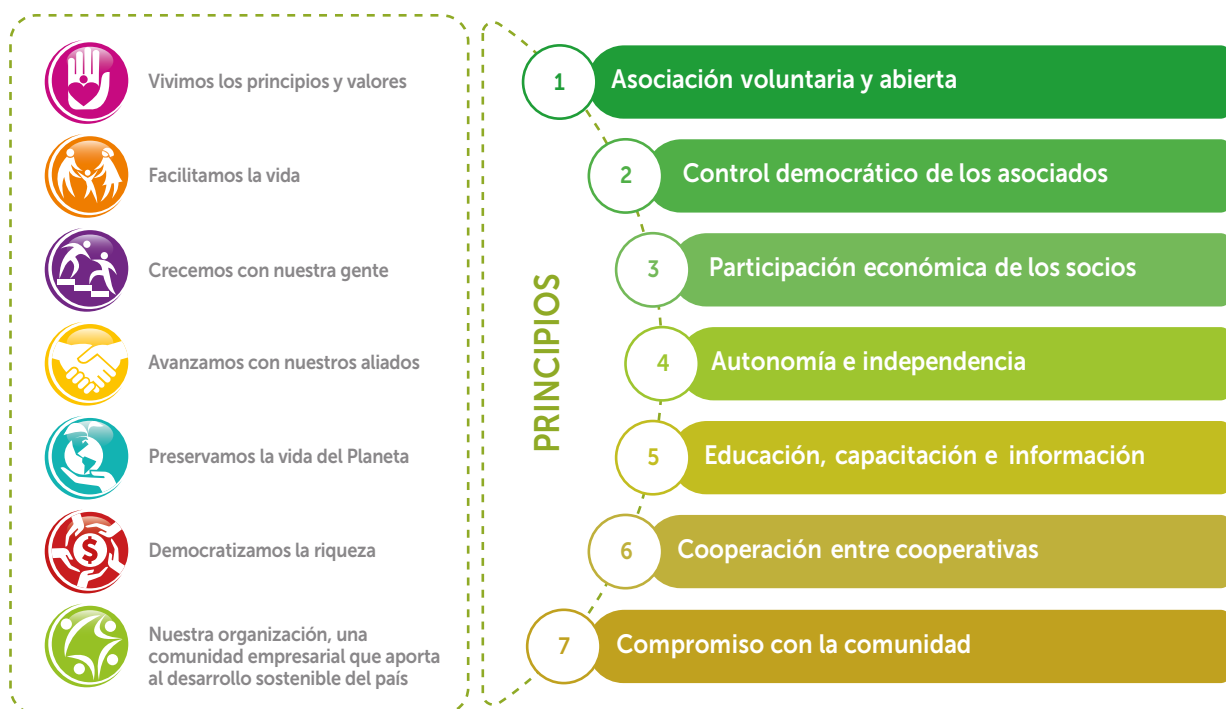 Vivimos los principios y valores
Facilitamos la vida
Crecemos con nuestra gente
Avanzamos con nuestros aliados
Preservamos la vida del Planeta
Democratizamos la riqueza
$
Nuestra organización, una
comunidad empresarial que aporta
al desarrollo sostenible del país
PRINCIPIOS
1 Asociación voluntaria y abierta
2 Control democrático de los asociados
3 Participación económica de los socios
4 Autonomía e independencia
5 Educación, capacitación e información
6 Cooperación entre cooperativas
7 Compromiso con la comunidad